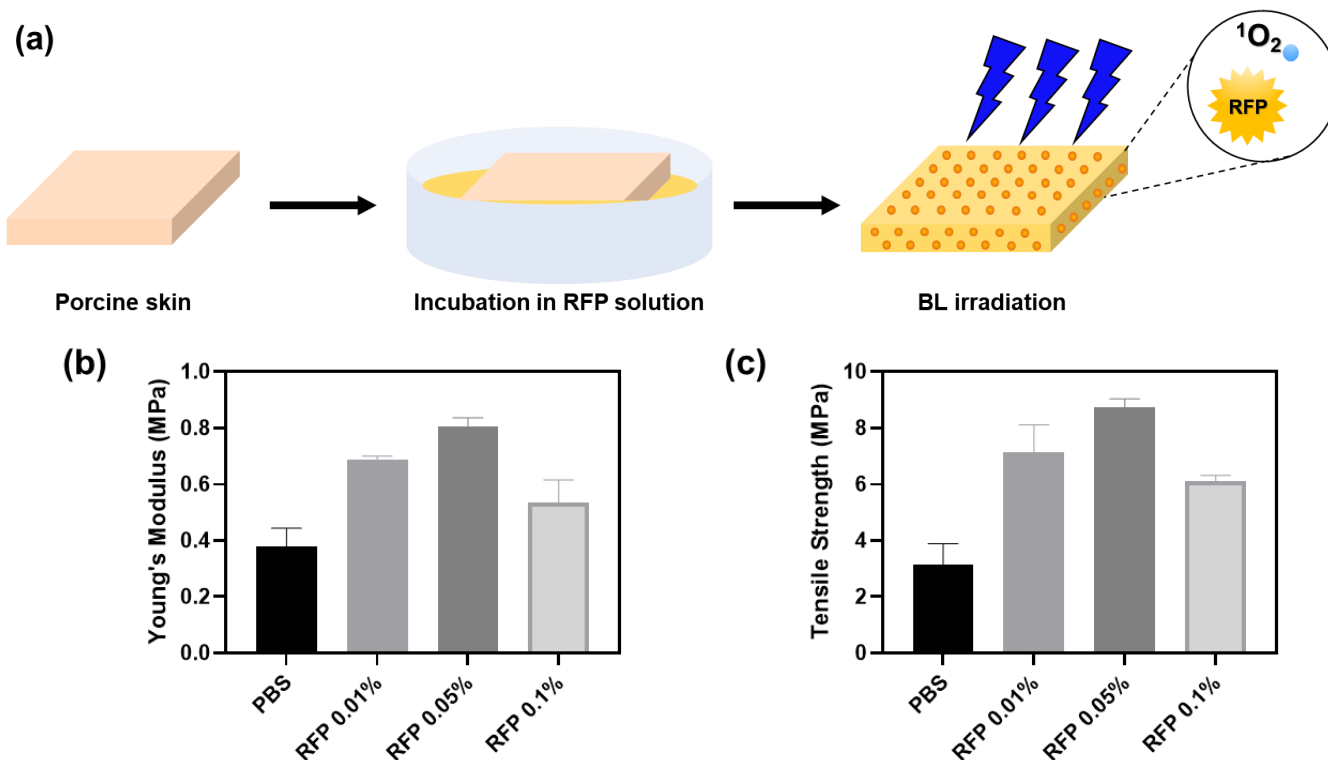 (a)
¹O₂
RFP
Porcine skin
Incubation in RFP solution
BL irradiation
(b)
Young's Modulus (MPa)
1.0
0.8
0.6
0.4
0.2
0.0
PBS
RFP 0.01%
RFP 0.05%
RFP 0.1%
(c)
Tensile Strength (MPa)
10
8
6
4
2
0
PBS
RFP 0.01%
RFP 0.05%
RFP 0.1%